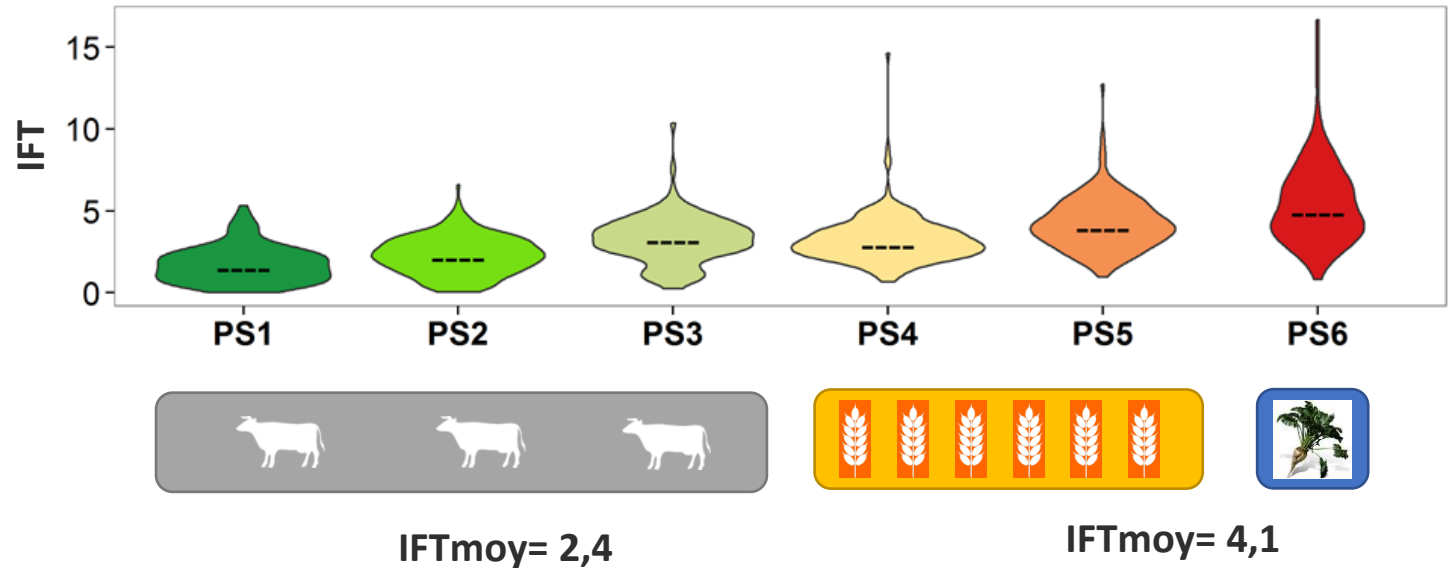 15
10
5
0
IFT
PS1 PS2 PS3 PS4 PS5 PS6
IFTmoy= 2,4
IFTmoy= 4,1